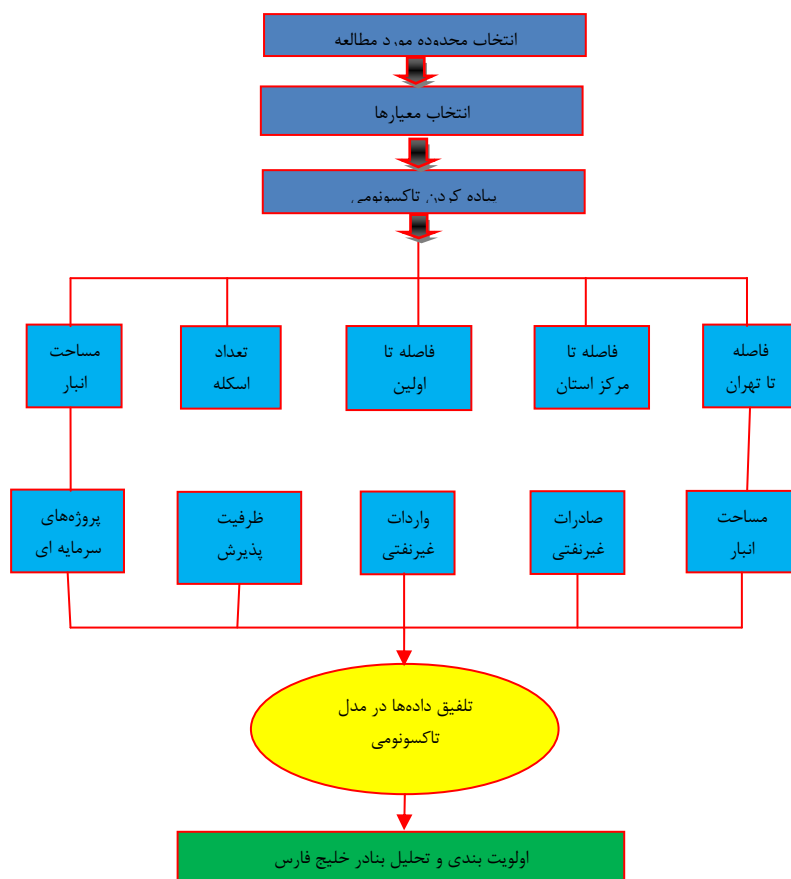 انتخاب محدوده مورد مطالعه
انتخاب معیارها
پیاده کردن تاکسونومی
فاصله
تا تهران
فاصله تا
مرکز استان
فاصله تا
اولین
تعداد
اسکله
مساحت
انبار
مساحت
انبار
صادرات
غیرنفتی
واردات
غیرنفتی
ظرفیت
پذیرش
پروژه‌های
سرمایه ای
تلفیق داده‌ها در مدل
تاکسونومی
اولویت بندی و تحلیل بنادر خلیج فارس